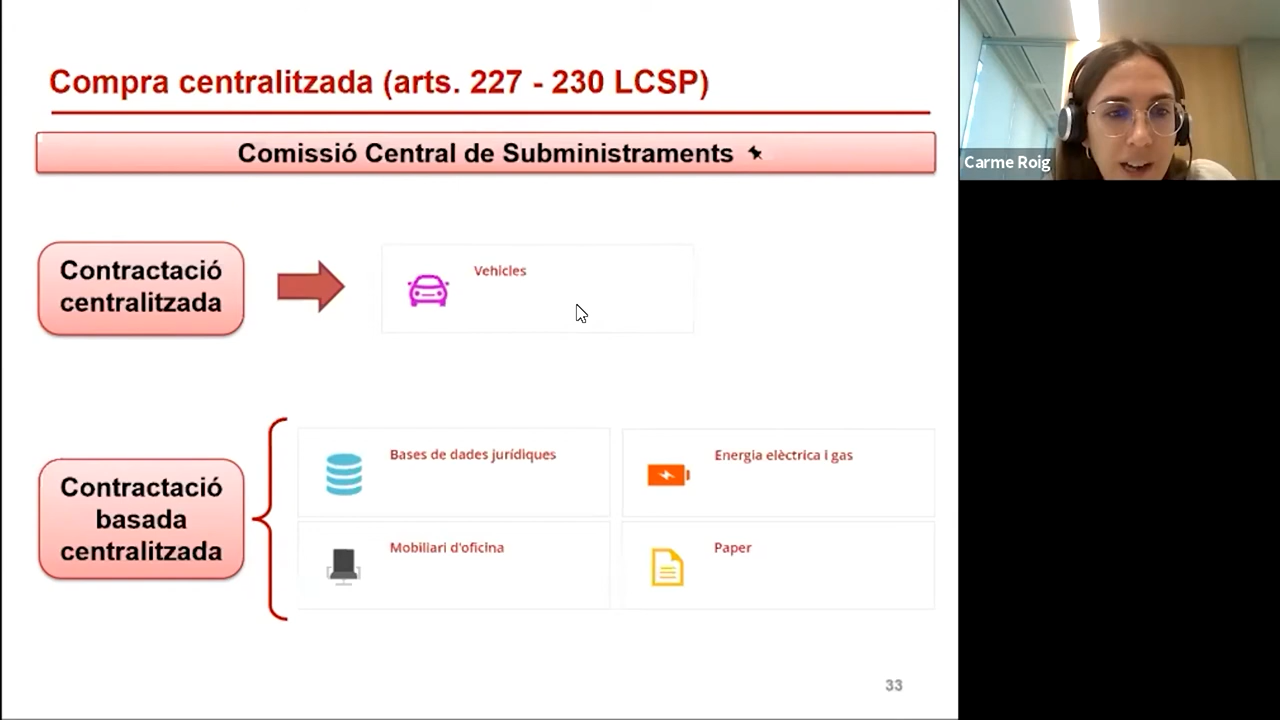 Compra centralitzada (arts. 227 - 230 LCSP)
Comissió Central de Subministraments
Carme Roig
Contractació
centralitzada
Vehicles
Contractació
basada
centralitzada
Bases de dades jurídiques
Energia elèctrica i gas
Mobiliari d'oficina
Paper
33